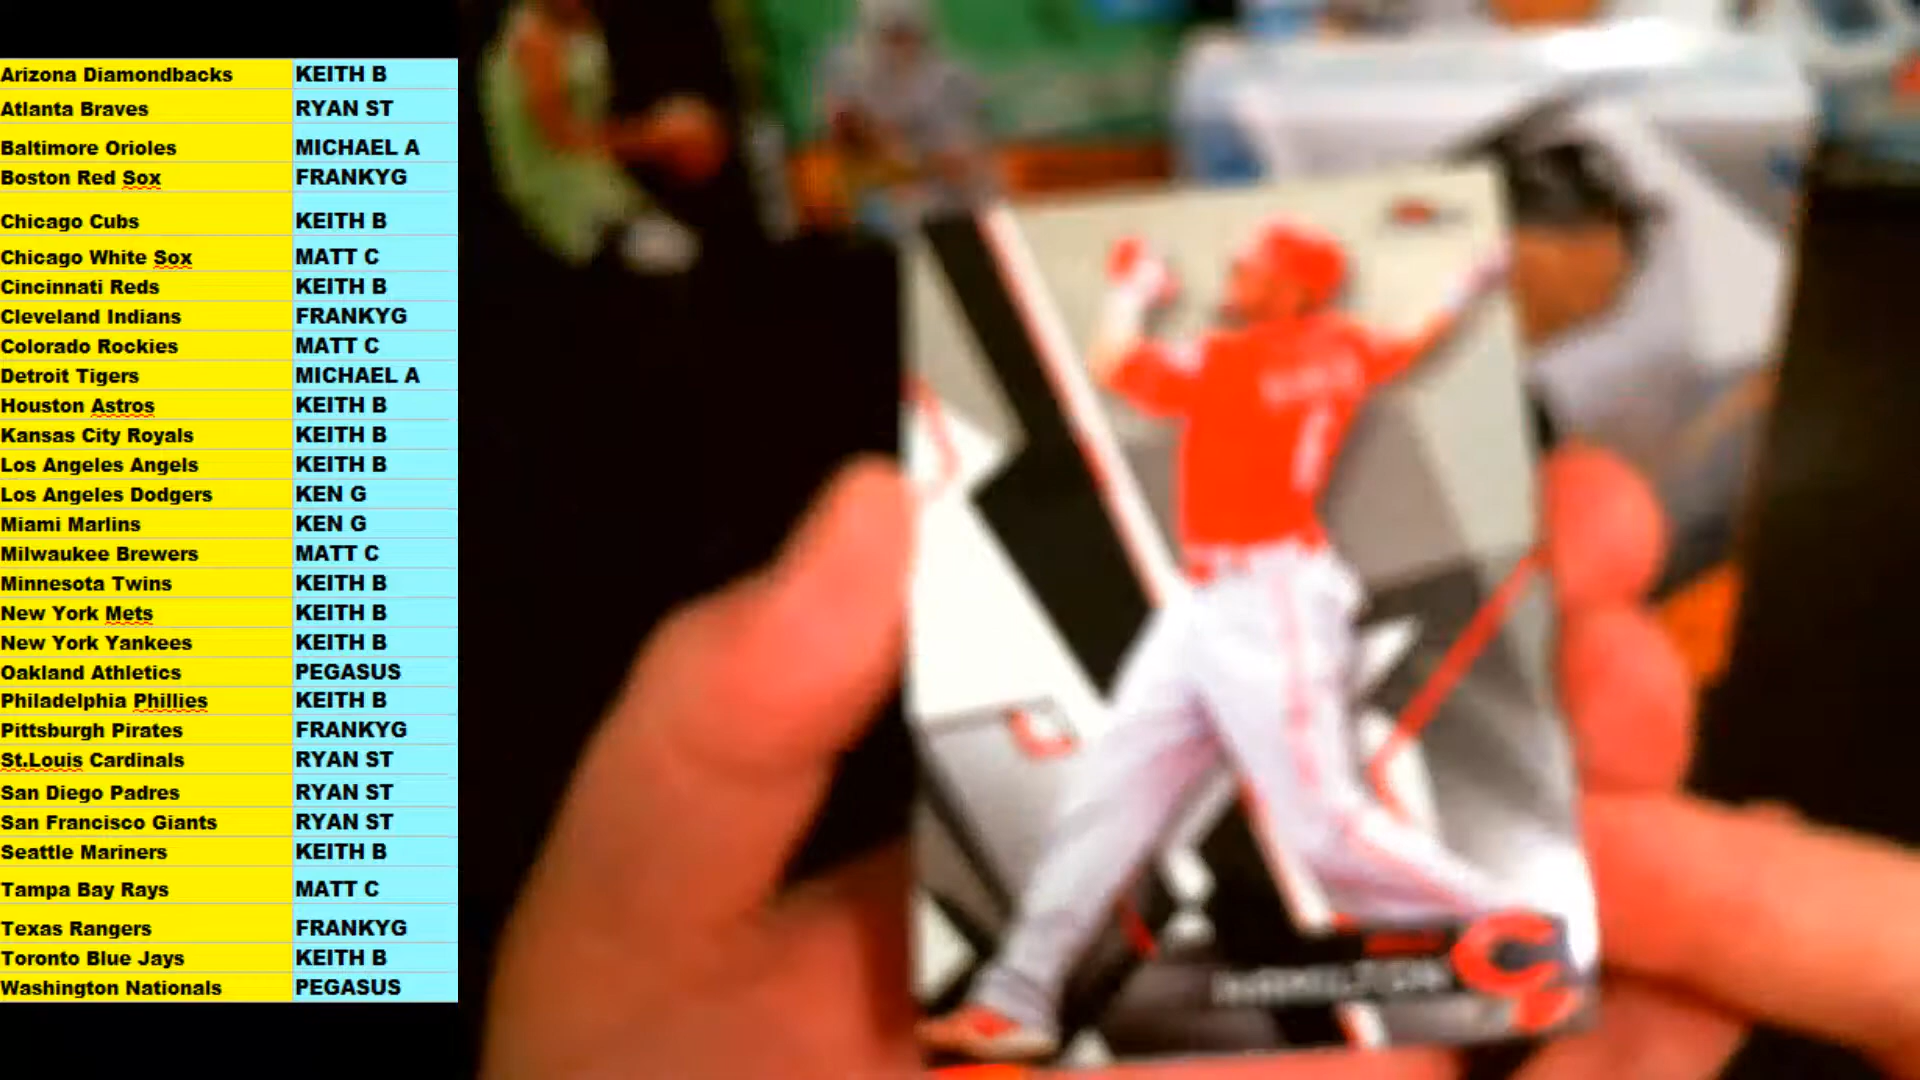 Arizona Diamondbacks KEITH B
Atlanta Braves RYAN ST
Baltimore Orioles MICHAEL A
Boston Red Sox FRANKYG
Chicago Cubs KEITH B
Chicago White Sox MATT C
Cincinnati Reds KEITH B
Cleveland Indians FRANKYG
Colorado Rockies MATT C
Detroit Tigers MICHAEL A
Houston Astros KEITH B
Kansas City Royals KEITH B
Los Angeles Angels KEITH B
Los Angeles Dodgers KEN G
Miami Marlins KEN G
Milwaukee Brewers MATT C
Minnesota Twins KEITH B
New York Mets KEITH B
New York Yankees KEITH B
Oakland Athletics PEGASUS
Philadelphia Phillies KEITH B
Pittsburgh Pirates FRANKYG
St.Louis Cardinals RYAN ST
San Diego Padres RYAN ST
San Francisco Giants RYAN ST
Seattle Mariners KEITH B
Tampa Bay Rays MATT C
Texas Rangers FRANKYG
Toronto Blue Jays KEITH B
Washington Nationals PEGASUS
HAMILTON